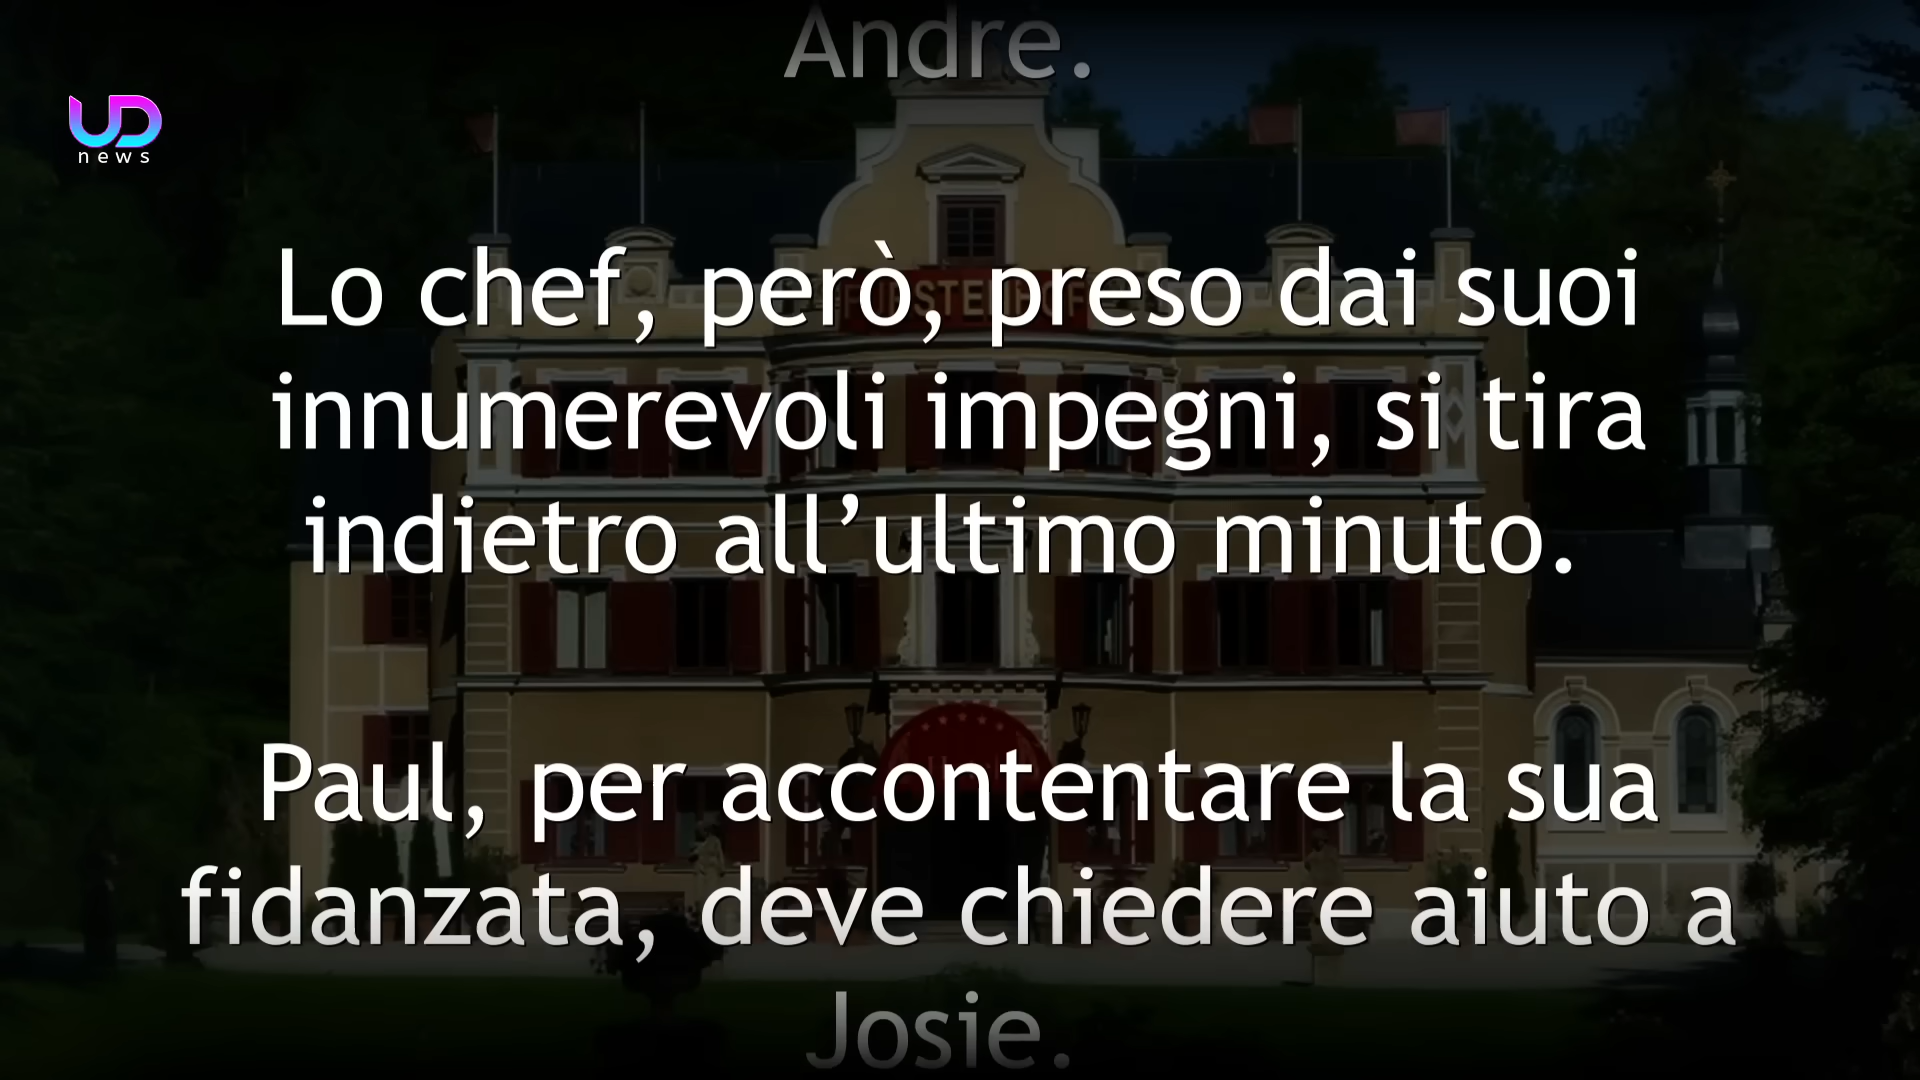 Andre.
UD
news
Lo chef, però, preso dai suoi
innumerevoli impegni, si tira
indietro all’ultimo minuto.
Paul, per accontentare la sua
fidanzata, deve chiedere aiuto a
Josie.